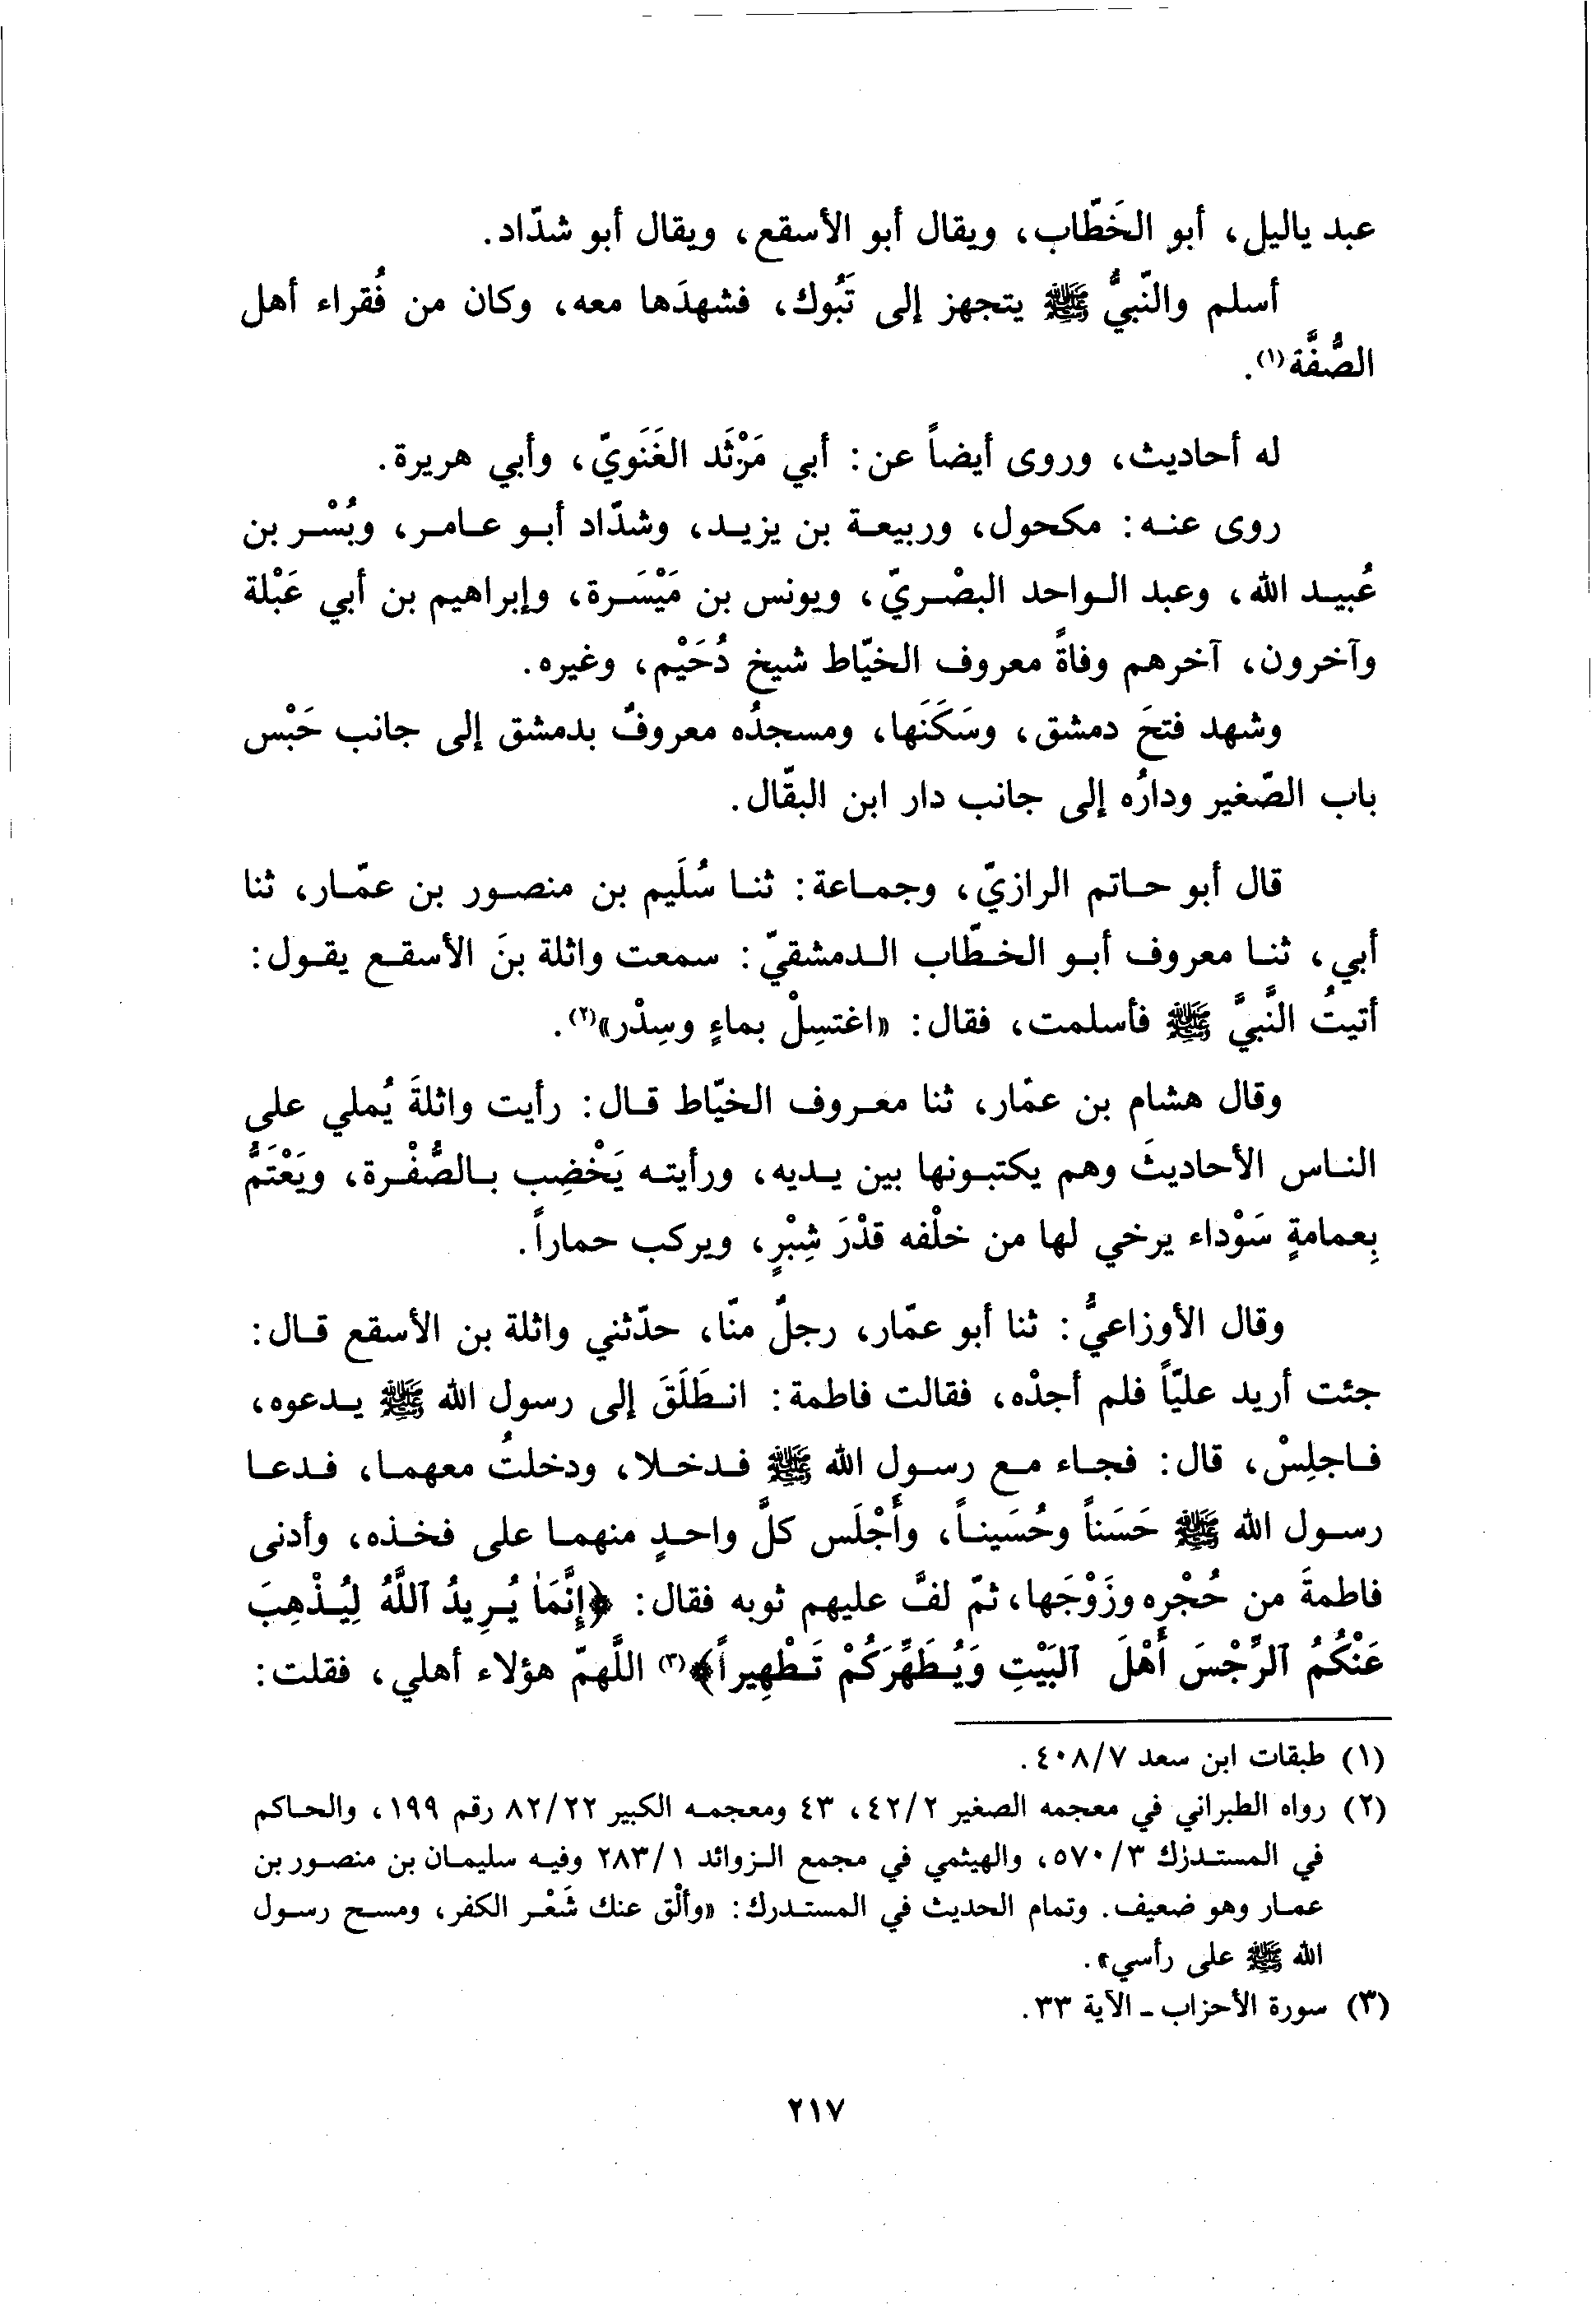 عبد ياليل، أبو الخَطّاب، ويقال أبو الأسقع، ويقال أبو شدّاد.
أسلم والنّبيُّ ﷺ يتجهز إلى تَبُوك، فشهدَها معه، وكان من فُقراء أهل
الصُّفَّة(١).
له أحاديث، وروى أيضاً عن: أبي مَرْثَد الغَنَويّ، وأبي هريرة.
روى عنه: مكحول، وربيعة بن يزيد، وشدّاد أبو عامر، وبُسْر بن
عُبيد الله، وعبد الواحد البصْريّ، ويونس بن مَيْسَرة، وإبراهيم بن أبي عَبْلة
وآخرون، آخرهم وفاةً معروف الخيّاط شيخ دُحَيْم، وغيره.
وشهد فتحَ دمشق، وسَكَنَها، ومسجدُه معروفٌ بدمشق إلى جانب حَبْس
باب الصّغير ودارُه إلى جانب دار ابن البقّال.
قال أبو حاتم الرازيّ، وجماعة: ثنا سُلَيم بن منصور بن عمّار، ثنا
أبي، ثنا معروف أبو الخطّاب الدمشقيّ: سمعت واثلة بنَ الأسقع يقول:
أتيتُ النَّبيَّ ﷺ فأسلمت، فقال: «اغتسِلْ بماءٍ وسِدْر»(٢).
وقال هشام بن عمّار، ثنا معروف الخيّاط قال: رأيت واثلةَ يُملي على
الناس الأحاديثَ وهم يكتبونها بين يديه، ورأيته يَخْضِب بالصُّفْرة، ويَعْتَمُّ
بِعمامةٍ سَوْداء يرخي لها من خلْفه قدْرَ شِبْرٍ، ويركب حماراً.
وقال الأوزاعيُّ: ثنا أبو عمّار، رجلٌ منّا، حدّثني واثلة بن الأسقع قال:
جئت أريد عليّاً فلم أجدْه، فقالت فاطمة: انطَلَقَ إلى رسول الله ﷺ يدعوه،
فاجلِسْ، قال: فجاء مع رسول الله ﷺ فدخلا، ودخلتُ معهما، فدعا
رسول الله ﷺ حَسَناً وحُسَيناً، وأَجْلَس كلَّ واحدٍ منهما على فخذه، وأدنى
فاطمةَ من حُجْرِه وزَوْجَها، ثمّ لفَّ عليهم ثوبه فقال: ﴿إِنَّمَا يُرِيدُ ٱللَّهُ لِيُذْهِبَ
عَنْكُمُ ٱلرِّجْسَ أَهْلَ ٱلبَيْتِ وَيُطَهِّرَكُمْ تَطْهِيراً﴾(٣) اللَّهمّ هؤلاء أهلي، فقلت:
(١) طبقات ابن سعد ٤٠٨/٧.
(٢) رواه الطبراني في معجمه الصغير ٤٢/٢، ٤٣ ومعجمه الكبير ٨٢/٢٢ رقم ١٩٩، والحاكم
في المستدرك ٥٧٠/٣، والهيثمي في مجمع الزوائد ٢٨٣/١ وفيه سليمان بن منصور بن
عمار وهو ضعيف. وتمام الحديث في المستدرك: «وألْق عنك شَعْر الكفر، ومسح رسول
الله ﷺ على رأسي».
(٣) سورة الأحزاب - الآية ٣٣.
٢١٧